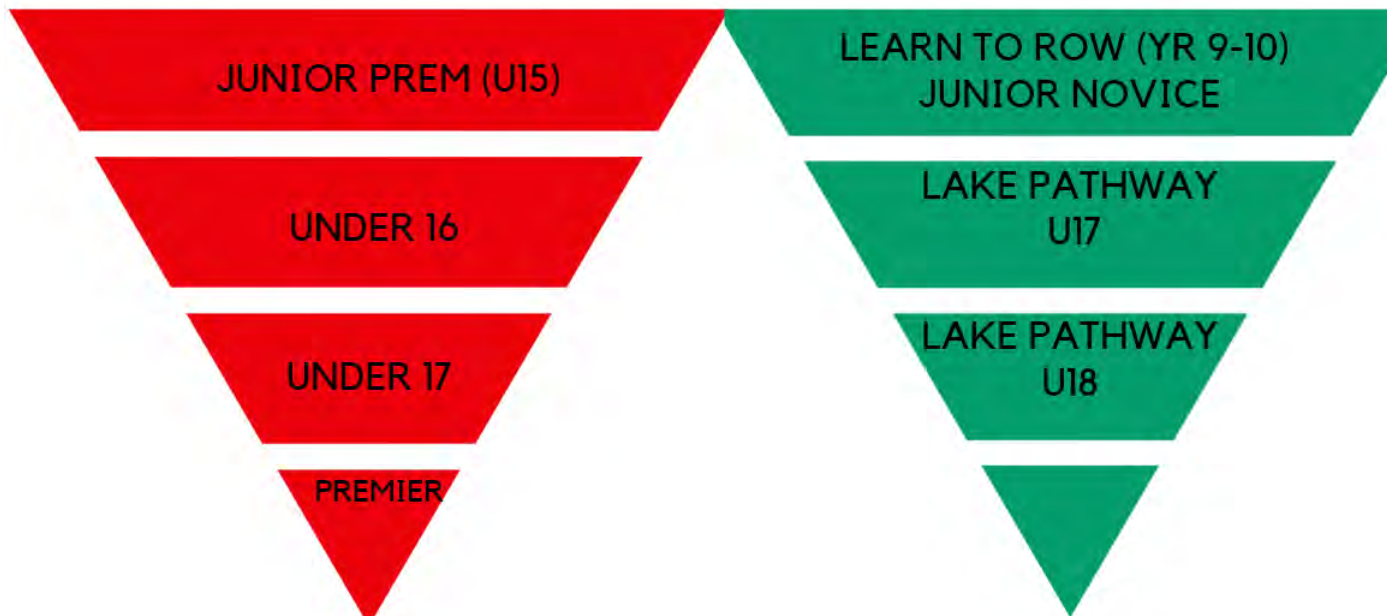 JUNIOR PREM (U15)
UNDER 16
UNDER 17
PREMIER
LEARN TO ROW (YR 9-10)
JUNIOR NOVICE
LAKE PATHWAY
U17
LAKE PATHWAY
U18